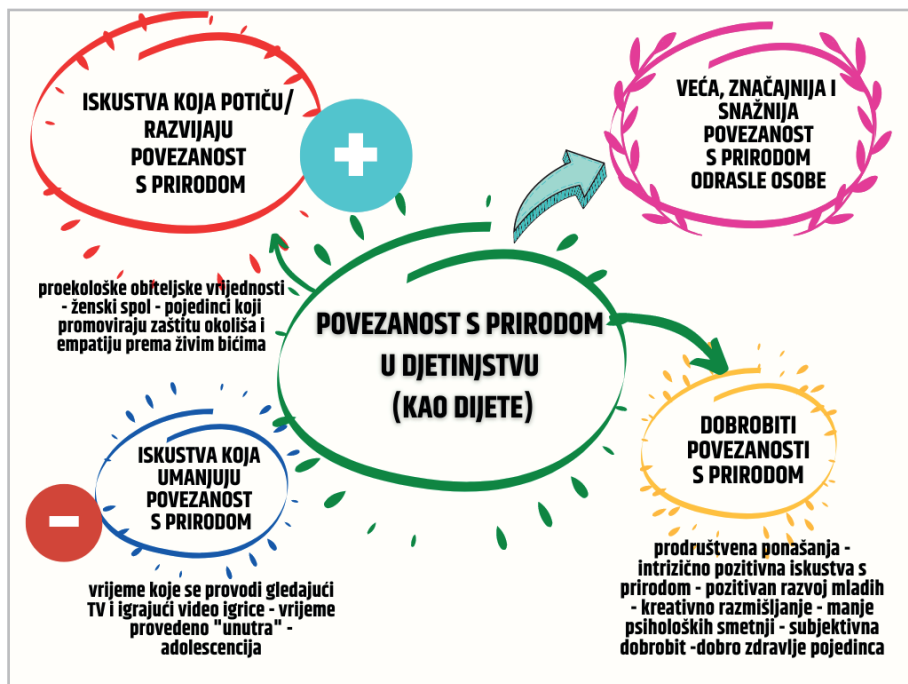 ISKUSTVA KOJA POTIČU/
RAZVIJAJU
POVEZANOST
S PRIRODOM
proekološke obiteljske vrijednosti
- ženski spol - pojedinci koji
promoviraju zaštitu okoliša i
empatiju prema živim bićima
VEĆA, ZNAČAJNIJA I
SNAŽNIJA
POVEZANOST
S PRIRODOM
ODRASLE OSOBE
POVEZANOST S PRIRODOM
U DJETINJSTVU
(KAO DIJETE)
ISKUSTVA KOJA
UMANJUJU
POVEZANOST
S PRIRODOM
vrijeme koje se provodi gledajući
TV i igrajući video igrice - vrijeme
provedeno "unutra" -
adolescencija
DOBROBITI
POVEZANOSTI
S PRIRODOM
prodruštvena ponašanja -
intrizično pozitivna iskustva s
prirodom - pozitivan razvoj mladih
- kreativno razmišljanje - manje
psiholoških smetnji - subjektivna
dobrobit -dobro zdravlje pojedinca